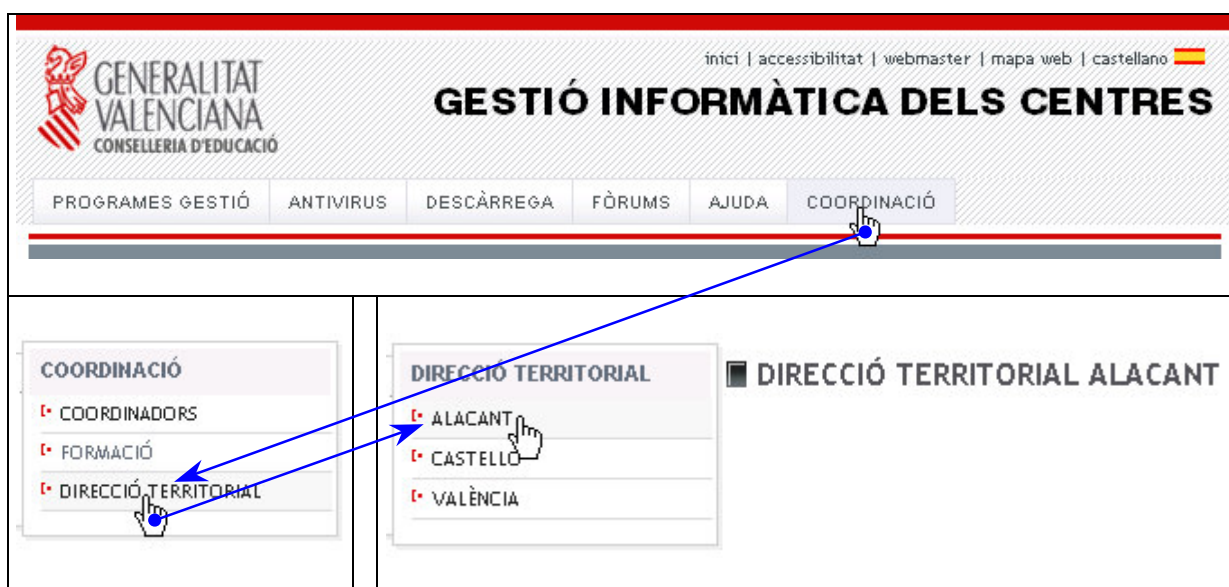 GENERALITAT
VALENCIANA
CONSELLERIA D'EDUCACIÓ
inici | accessibilitat | webmaster | mapa web | castellano
GESTIÓ INFORMÀTICA DELS CENTRES
PROGRAMES GESTIÓ ANTIVIRUS DESCÀRREGA FÒRUMS AJUDA COORDINACIÓ
COORDINACIÓ
COORDINADORS
FORMACIÓ
DIRECCIÓ TERRITORIAL
DIRECCIÓ TERRITORIAL
ALACANT
CASTELLÓ
VALÈNCIA
DIRECCIÓ TERRITORIAL ALACANT